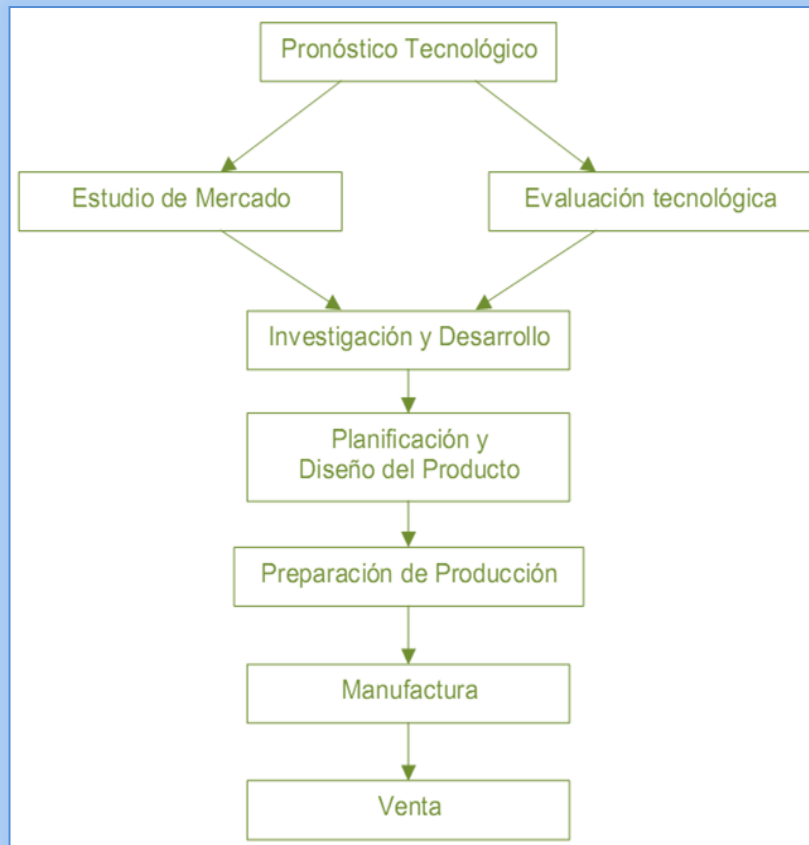 Pronóstico Tecnológico
Estudio de Mercado
Evaluación tecnológica
Investigación y Desarrollo
Planificación y
Diseño del Producto
Preparación de Producción
Manufactura
Venta